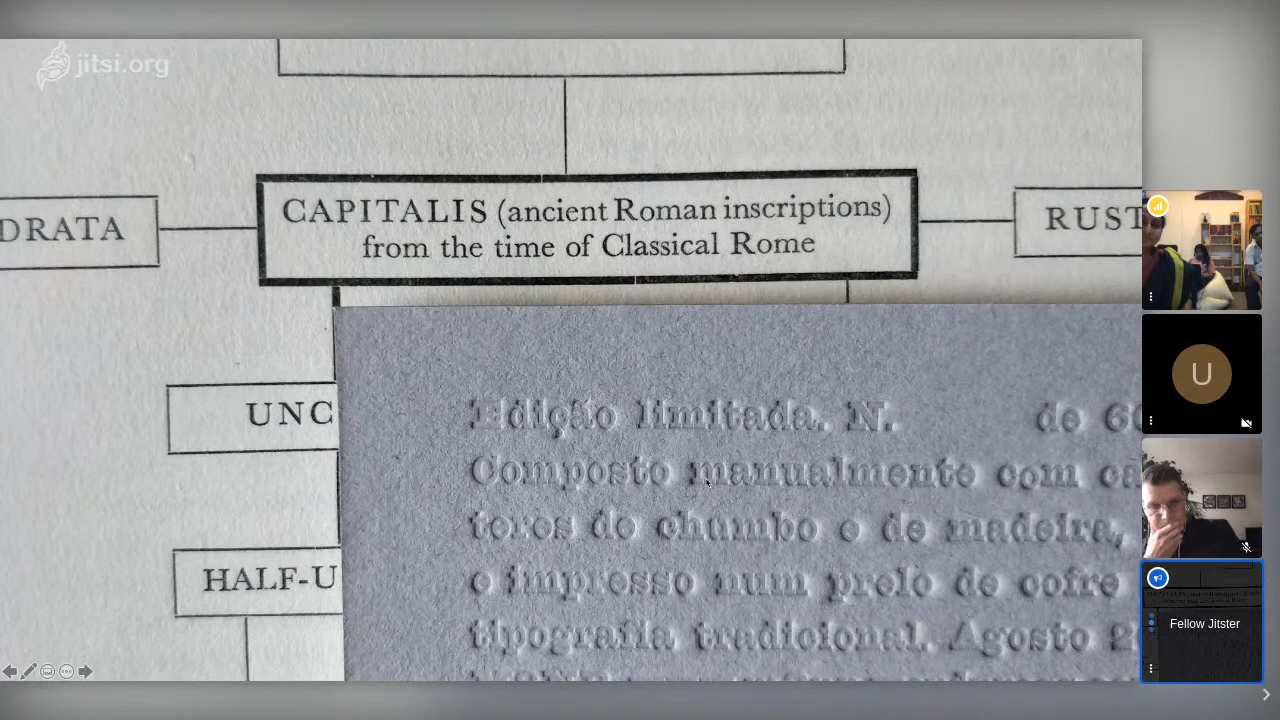 jitsi.org
DRATA
CAPITALIS (ancient Roman inscriptions)
from the time of Classical Rome
RUST
UNC
HALF-U
Edição limitada. N. de 60
Composto manualmente com ca
teres de chumbo e de madeira,
e impresso num prelo de cofre
tipografia tradicional. Agosto 2
U
Fellow Jitster